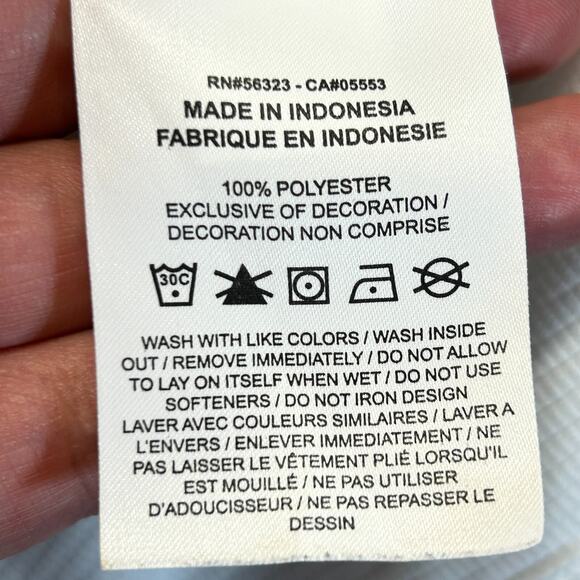 RN#56323 - CA#05553
MADE IN INDONESIA
FABRIQUE EN INDONESIE
100% POLYESTER
EXCLUSIVE OF DECORATION /
DECORATION NON COMPRISE
30C
WASH WITH LIKE COLORS / WASH INSIDE
OUT / REMOVE IMMEDIATELY / DO NOT ALLOW
TO LAY ON ITSELF WHEN WET / DO NOT USE
SOFTENERS / DO NOT IRON DESIGN
LAVER AVEC COULEURS SIMILAIRES / LAVER A
L'ENVERS / ENLEVER IMMEDIATEMENT / NE
PAS LAISSER LE VÊTEMENT PLIÉ LORSQU'IL
EST MOUILLÉ / NE PAS UTILISER
D'ADOUCISSEUR / NE PAS REPASSER LE
DESSIN